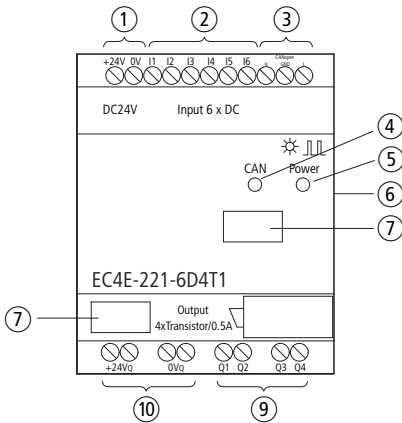 ① ② ③
+24V 0V I1 I2 I3 I4 I5 I6 H CANopen GND L
DC24V Input 6 x DC
④
CAN Power
⑤
⑥
⑦
EC4E-221-6D4T1
⑦
Output
4xTransistor/0.5A
+24VQ 0VQ Q1 Q2 Q3 Q4
⑩ ⑨